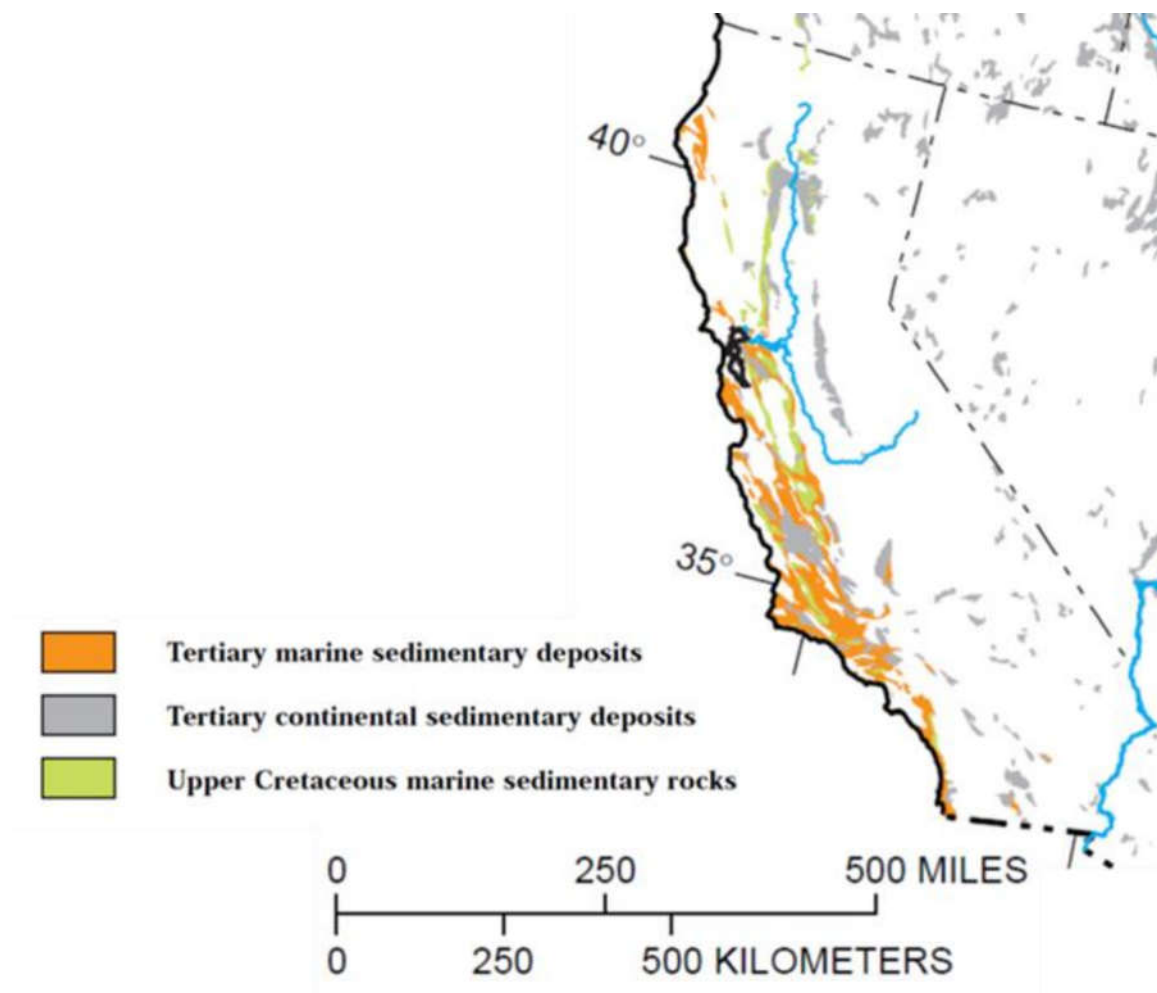 40°
35°
Tertiary marine sedimentary deposits
Tertiary continental sedimentary deposits
Upper Cretaceous marine sedimentary rocks
0 250 500 MILES
0 250 500 KILOMETERS